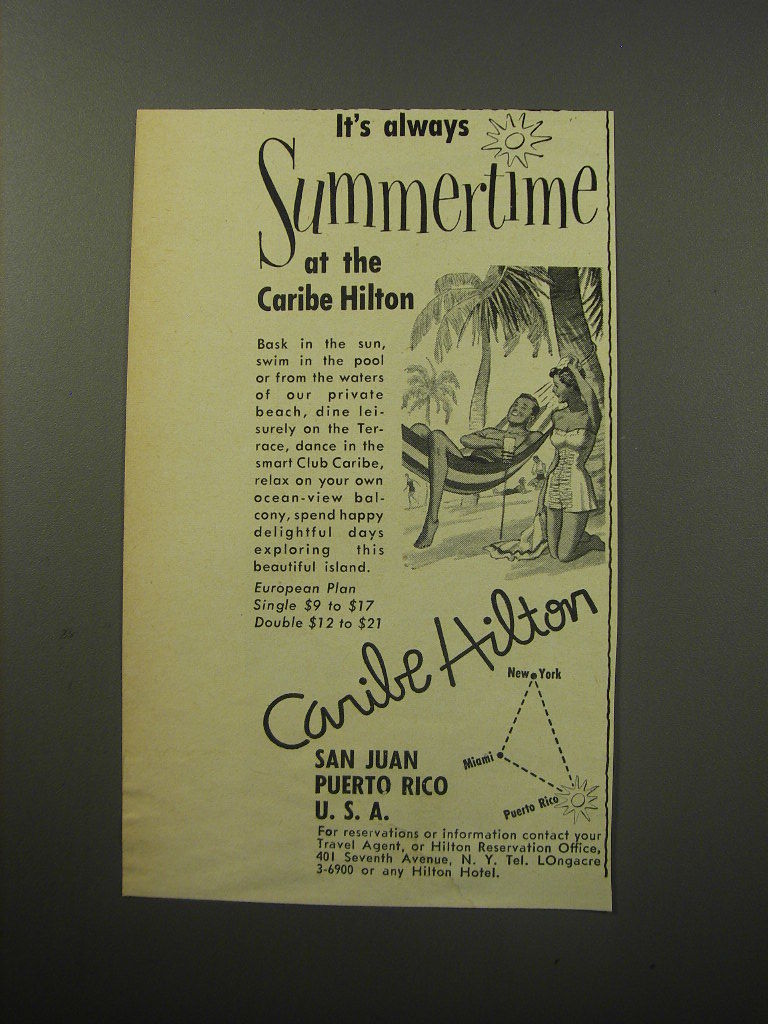 It's always
Summertime
at the
Caribe Hilton
Bask in the sun,
swim in the pool
or from the waters
of our private
beach, dine lei-
surely on the Ter-
race, dance in the
smart Club Caribe,
relax on your own
ocean-view bal-
cony, spend happy
delightful days
exploring this
beautiful island.
European Plan
Single $9 to $17
Double $12 to $21
Caribe Hilton
New York
Miami
Puerto Rico
SAN JUAN
PUERTO RICO
U. S. A.
For reservations or information contact your
Travel Agent, or Hilton Reservation Office,
401 Seventh Avenue, N. Y. Tel. LOngacre
3-6900 or any Hilton Hotel.